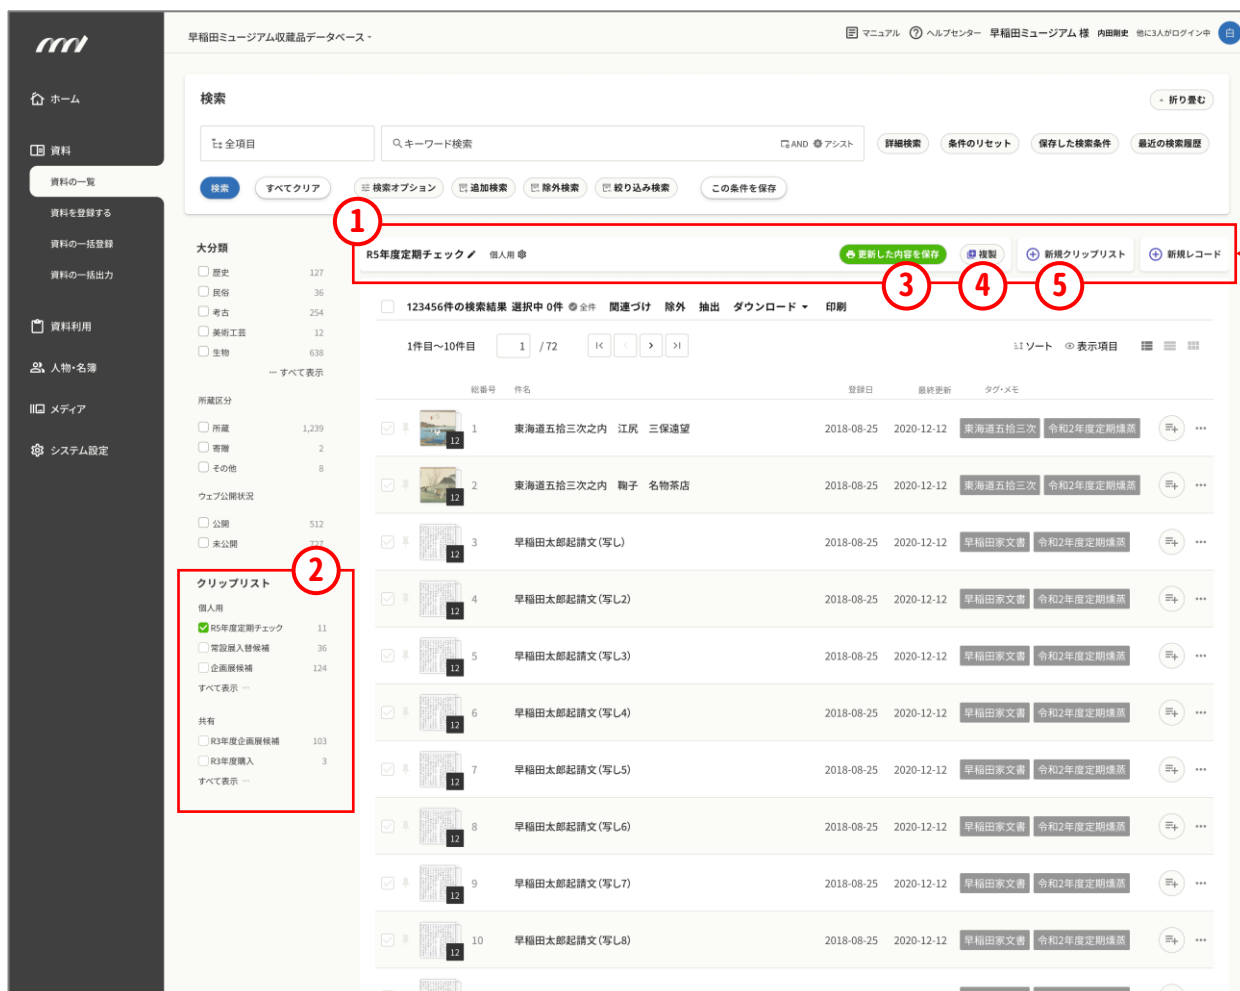 早稲田ミュージアム収蔵品データベース
マニュアル ヘルプセンター 早稲田ミュージアム 様 内田剛史 他に3人がログイン中 白
ホーム
資料
資料の一覧
資料を登録する
資料の一括登録
資料の一括出力
資料利用
人物・名簿
メディア
システム設定
検索
折り畳む
全項目
キーワード検索
AND アシスト
詳細検索 条件のリセット 保存した検索条件 最近の検索履歴
検索 すべてクリア 検索オプション 追加検索 除外検索 絞り込み検索 この条件を保存
1
R5年度定期チェック 個人用 更新した内容を保存 複製 新規クリップリスト 新規レコード
3 4 5
大分類
歴史 127
民俗 36
考古 254
美術工芸 12
生物 638
… すべて表示
所蔵区分
所蔵 1,239
寄贈 2
その他 8
ウェブ公開状況
公開 512
未公開 727
2
クリップリスト
個人用
R5年度定期チェック 11
常設展入替候補 36
企画展候補 124
すべて表示 …
共有
R3年度企画展候補 103
R3年度購入 3
すべて表示 …
123456件の検索結果 選択中 0件 全件 関連づけ 除外 抽出 ダウンロード 印刷
1件目～10件目 1 /72
ソート 表示項目
総番号 件名 登録日 最終更新 タグ・メモ
12 1 東海道五拾三次之内 江尻 三保遠望 2018-08-25 2020-12-12 東海道五拾三次 令和2年度定期燻蒸
12 2 東海道五拾三次之内 鞠子 名物茶店 2018-08-25 2020-12-12 東海道五拾三次 令和2年度定期燻蒸
12 3 早稲田太郎起請文（写し） 2018-08-25 2020-12-12 早稲田家文書 令和2年度定期燻蒸
12 4 早稲田太郎起請文（写し2） 2018-08-25 2020-12-12 早稲田家文書 令和2年度定期燻蒸
12 5 早稲田太郎起請文（写し3） 2018-08-25 2020-12-12 早稲田家文書 令和2年度定期燻蒸
12 6 早稲田太郎起請文（写し4） 2018-08-25 2020-12-12 早稲田家文書 令和2年度定期燻蒸
12 7 早稲田太郎起請文（写し5） 2018-08-25 2020-12-12 早稲田家文書 令和2年度定期燻蒸
12 8 早稲田太郎起請文（写し6） 2018-08-25 2020-12-12 早稲田家文書 令和2年度定期燻蒸
12 9 早稲田太郎起請文（写し7） 2018-08-25 2020-12-12 早稲田家文書 令和2年度定期燻蒸
12 10 早稲田太郎起請文（写し8） 2018-08-25 2020-12-12 早稲田家文書 令和2年度定期燻蒸